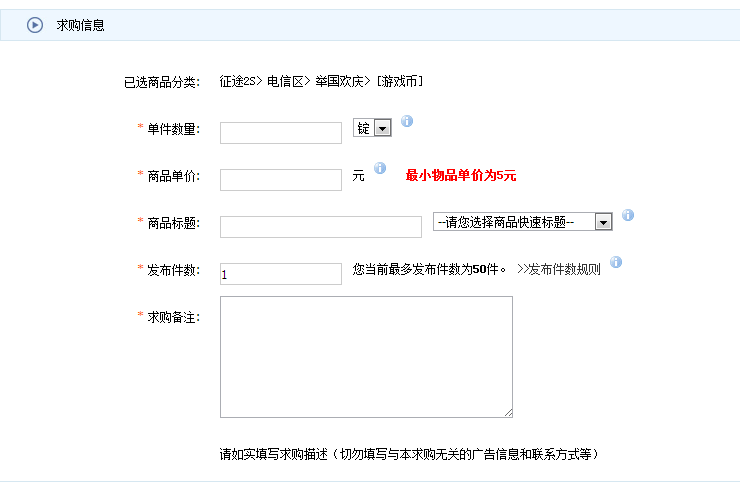 求购信息
已选商品分类: 征途2S> 电信区> 举国欢庆> [游戏币]
* 单件数量: 锭
* 商品单价: 元 最小物品单价为5元
* 商品标题: --请您选择商品快速标题--
* 发布件数: 1 您当前最多发布件数为50件。 >>发布件数规则
* 求购备注:
请如实填写求购描述（切勿填写与本求购无关的广告信息和联系方式等）